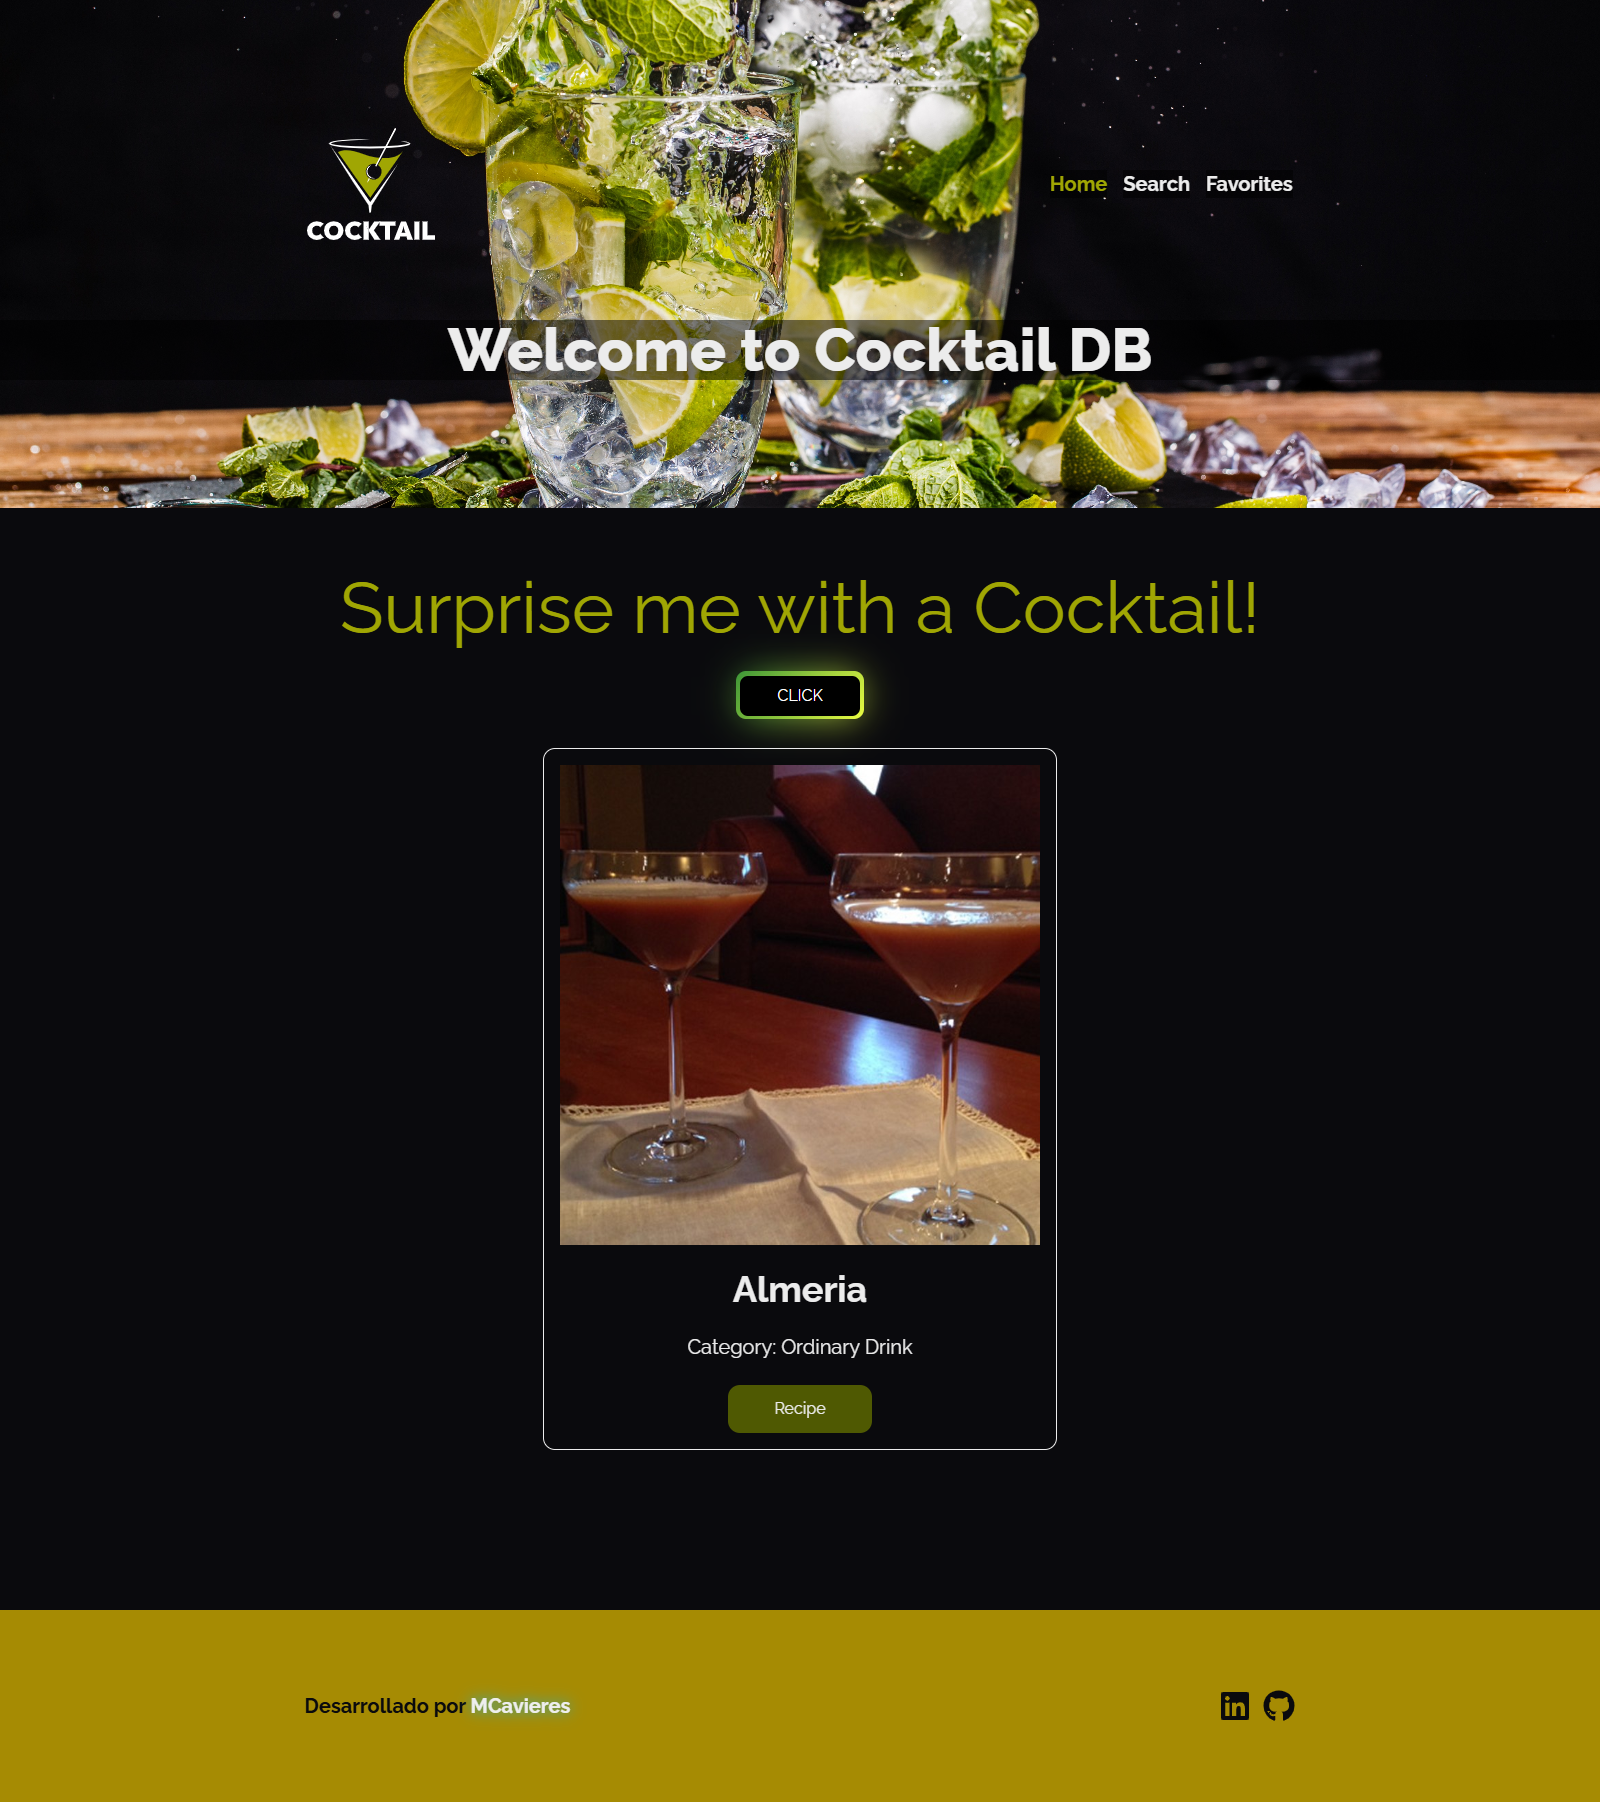 COCKTAIL
Home Search Favorites
Welcome to Cocktail DB
Surprise me with a Cocktail!
CLICK
Almeria
Category: Ordinary Drink
Recipe
Desarrollado por MCavieres